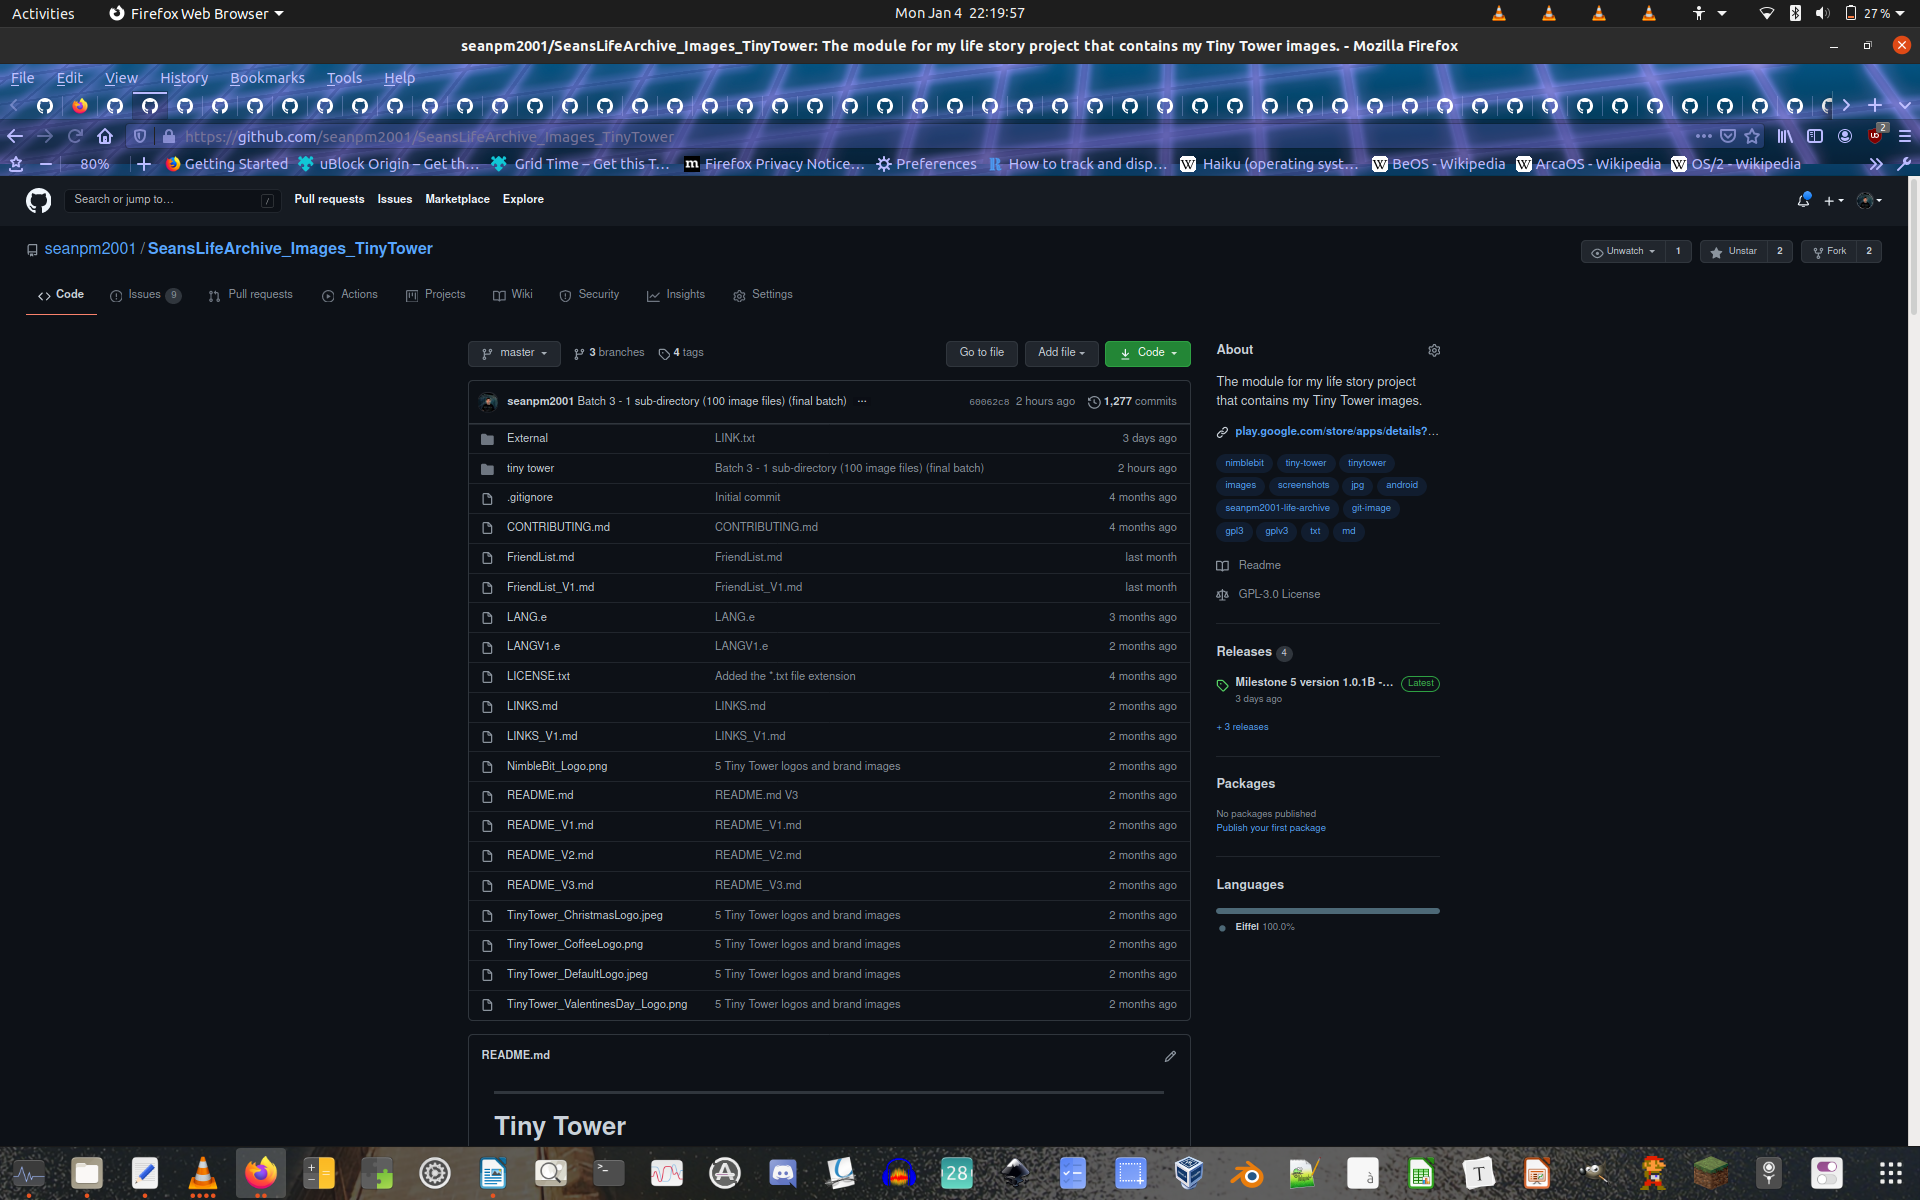 Activities Firefox Web Browser Mon Jan 4 22:19:57 27 %
seanpm2001/SeansLifeArchive_Images_TinyTower: The module for my life story project that contains my Tiny Tower images. - Mozilla Firefox
File Edit View History Bookmarks Tools Help
https://github.com/seanpm2001/SeansLifeArchive_Images_TinyTower 2
80% Getting Started uBlock Origin – Get th… Grid Time – Get this T… Firefox Privacy Notice… Preferences How to track and disp… Haiku (operating syst… BeOS - Wikipedia ArcaOS - Wikipedia OS/2 - Wikipedia
Search or jump to… / Pull requests Issues Marketplace Explore
seanpm2001 / SeansLifeArchive_Images_TinyTower Unwatch 1 Unstar 2 Fork 2
Code Issues 9 Pull requests Actions Projects Wiki Security Insights Settings
master 3 branches 4 tags Go to file Add file Code
seanpm2001 Batch 3 - 1 sub-directory (100 image files) (final batch) … 60062c8 2 hours ago 1,277 commits
External LINK.txt 3 days ago
tiny tower Batch 3 - 1 sub-directory (100 image files) (final batch) 2 hours ago
.gitignore Initial commit 4 months ago
CONTRIBUTING.md CONTRIBUTING.md 4 months ago
FriendList.md FriendList.md last month
FriendList_V1.md FriendList_V1.md last month
LANG.e LANG.e 3 months ago
LANGV1.e LANGV1.e 2 months ago
LICENSE.txt Added the *.txt file extension 4 months ago
LINKS.md LINKS.md 2 months ago
LINKS_V1.md LINKS_V1.md 2 months ago
NimbleBit_Logo.png 5 Tiny Tower logos and brand images 2 months ago
README.md README.md V3 2 months ago
README_V1.md README_V1.md 2 months ago
README_V2.md README_V2.md 2 months ago
README_V3.md README_V3.md 2 months ago
TinyTower_ChristmasLogo.jpeg 5 Tiny Tower logos and brand images 2 months ago
TinyTower_CoffeeLogo.png 5 Tiny Tower logos and brand images 2 months ago
TinyTower_DefaultLogo.jpeg 5 Tiny Tower logos and brand images 2 months ago
TinyTower_ValentinesDay_Logo.png 5 Tiny Tower logos and brand images 2 months ago
README.md
Tiny Tower
About
The module for my life story project
that contains my Tiny Tower images.
play.google.com/store/apps/details?…
nimblebit tiny-tower tinytower
images screenshots jpg android
seanpm2001-life-archive git-image
gpl3 gplv3 txt md
Readme
GPL-3.0 License
Releases 4
Milestone 5 version 1.0.1B -… Latest
3 days ago
+ 3 releases
Packages
No packages published
Publish your first package
Languages
Eiffel 100.0%
28